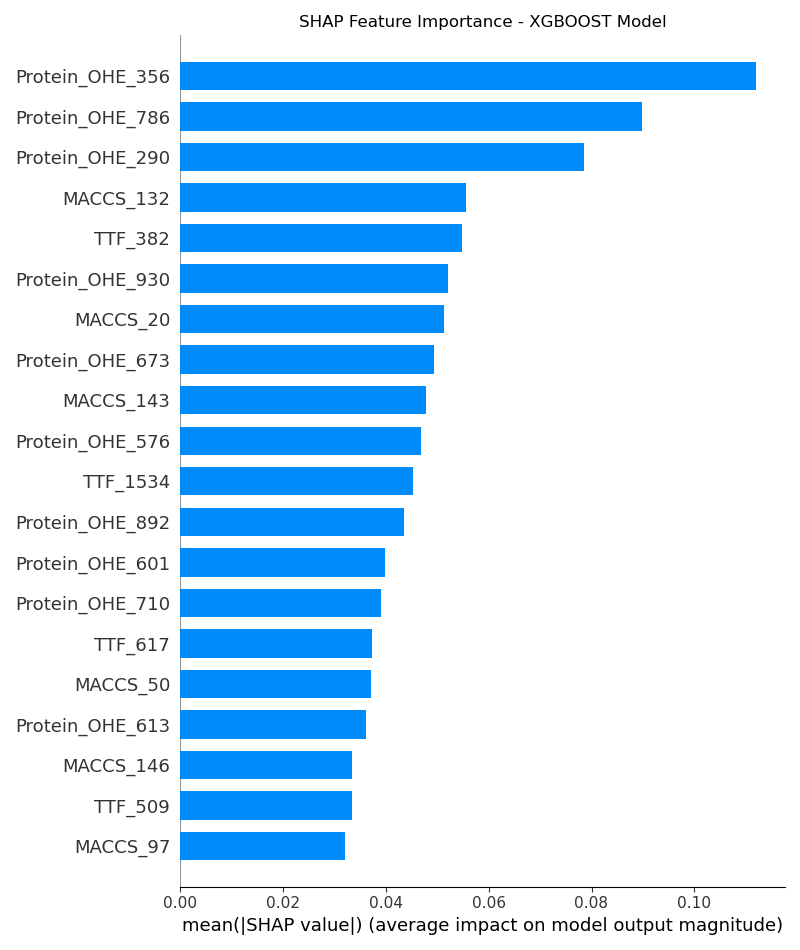 SHAP Feature Importance - XGBOOST Model
Protein_OHE_356
Protein_OHE_786
Protein_OHE_290
MACCS_132
TTF_382
Protein_OHE_930
MACCS_20
Protein_OHE_673
MACCS_143
Protein_OHE_576
TTF_1534
Protein_OHE_892
Protein_OHE_601
Protein_OHE_710
TTF_617
MACCS_50
Protein_OHE_613
MACCS_146
TTF_509
MACCS_97
0.00 0.02 0.04 0.06 0.08 0.10
mean(|SHAP value|) (average impact on model output magnitude)